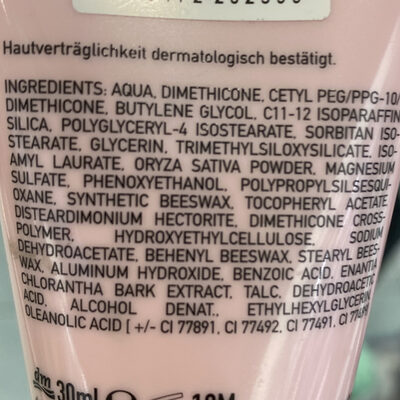 Hautverträglichkeit dermatologisch bestätigt.
INGREDIENTS: AQUA, DIMETHICONE, CETYL PEG/PPG-10/
DIMETHICONE, BUTYLENE GLYCOL, C11-12 ISOPARAFFIN
SILICA, POLYGLYCERYL-4 ISOSTEARATE, SORBITAN ISO-
STEARATE, GLYCERIN, TRIMETHYLSILOXYSILICATE, ISO-
AMYL LAURATE, ORYZA SATIVA POWDER, MAGNESIUM
SULFATE, PHENOXYETHANOL, POLYPROPYLSILSESQUI-
OXANE, SYNTHETIC BEESWAX, TOCOPHERYL ACETATE,
DISTEARDIMONIUM HECTORITE, DIMETHICONE CROSS-
POLYMER, HYDROXYETHYLCELLULOSE, SODIUM
DEHYDROACETATE, BEHENYL BEESWAX, STEARYL BEES-
WAX, ALUMINUM HYDROXIDE, BENZOIC ACID, ENANTIA
CHLORANTHA BARK EXTRACT, TALC, DEHYDROACETIC
ACID, ALCOHOL DENAT., ETHYLHEXYLGLYCERIN,
OLEANOLIC ACID [ +/- CI 77891, CI 77492, CI 77491, CI 774
dm 30ml 12M